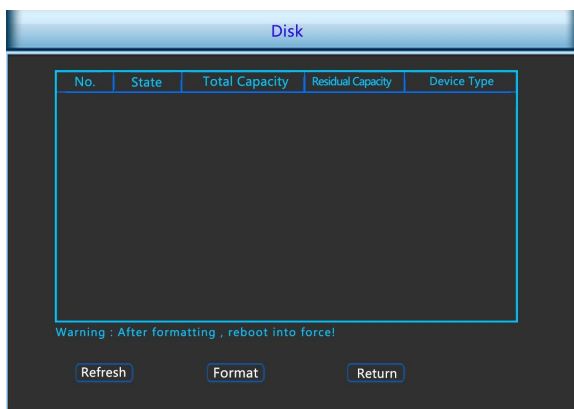 Disk
No. State Total Capacity Residual Capacity Device Type
Warning : After formatting , reboot into force!
Refresh Format Return